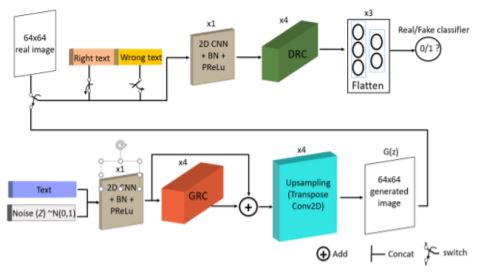 64x64
real image
Right text
Wrong text
x1
2D CNN
+ BN +
PReLu
x4
DRC
x3
Flatten
Real/Fake classifier
0/1 ?
Text
Noise (Z) ~N(0,1)
x1
2D CNN
+ BN +
PReLu
x4
GRC
x4
Upsampling
(Transpose
Conv2D)
G(z)
64x64
generated
image
Add
Concat
switch